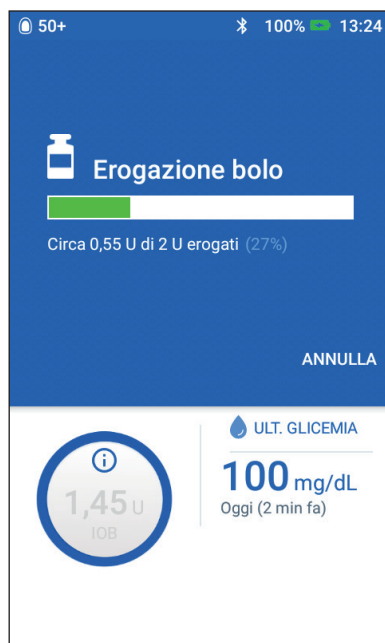 50+ 100% 13:24
Erogazione bolo
Circa 0,55 U di 2 U erogati (27%)
ANNULLA
ULT. GLICEMIA
100 mg/dL
Oggi (2 min fa)
1,45 U
IOB